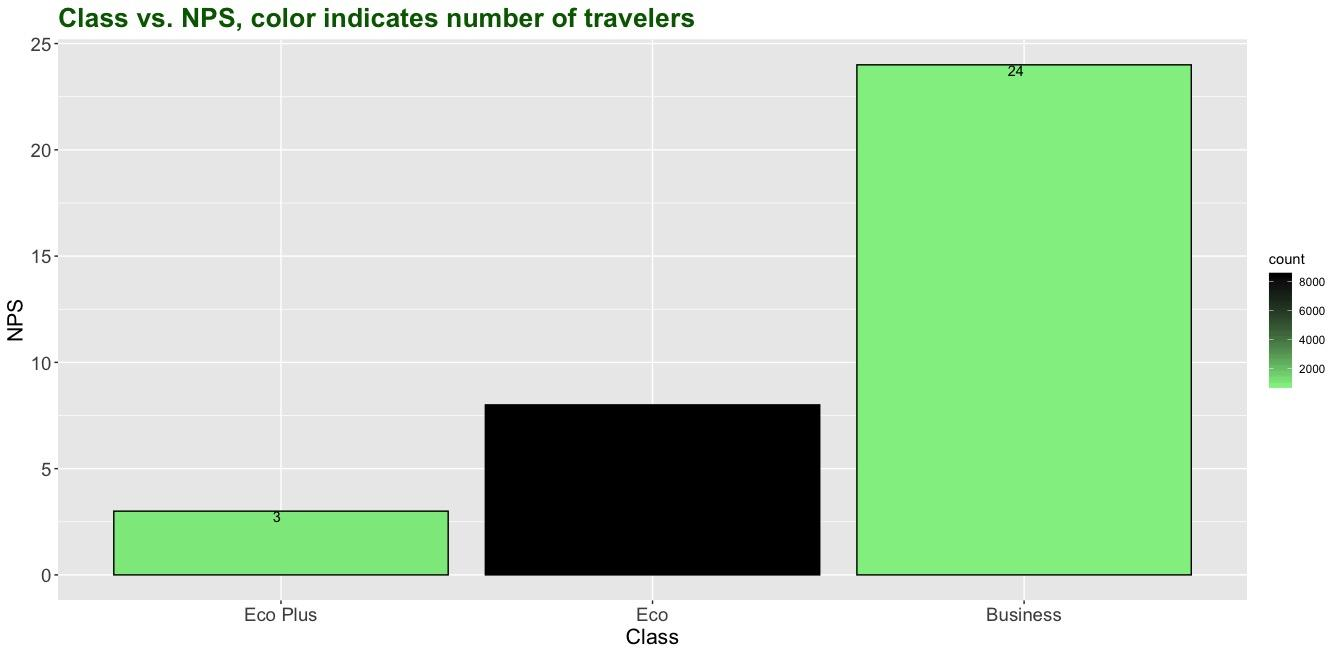 Class vs. NPS, color indicates number of travelers
25
20
15
10
5
0
NPS
24
3
Eco Plus
Eco
Business
Class
count
8000
6000
4000
2000